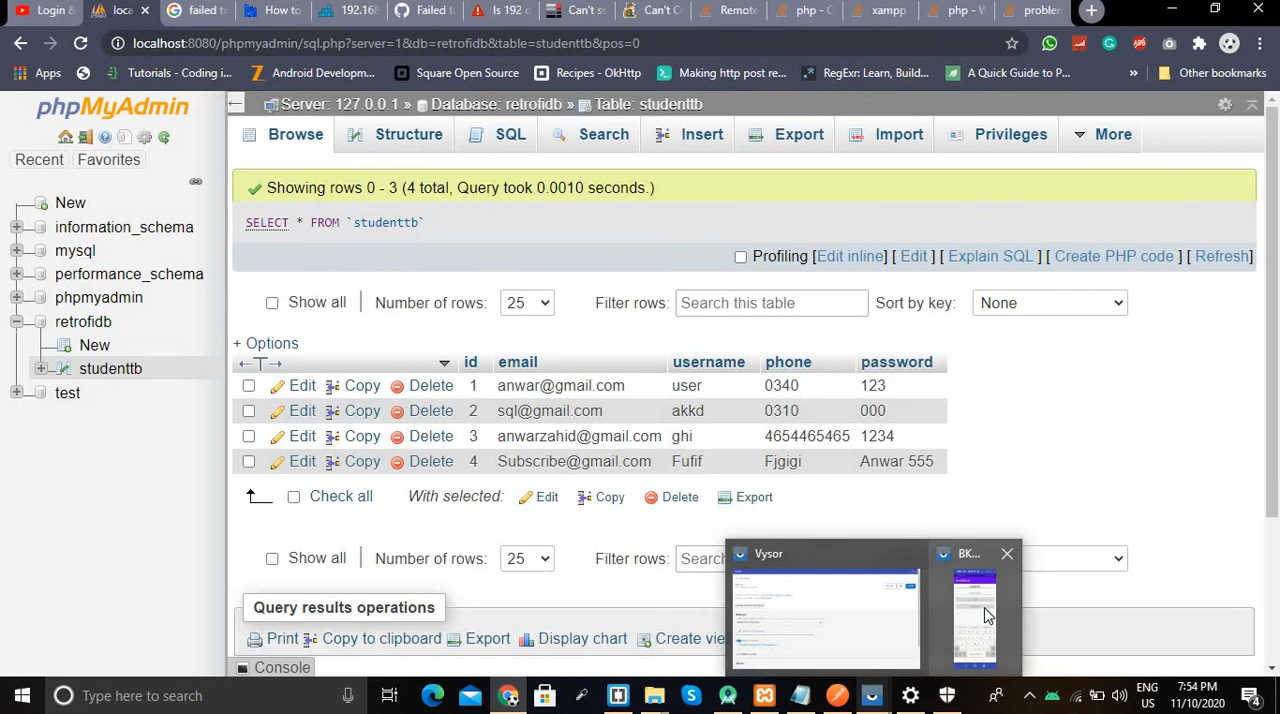 Login &
loca
failed to
How to
192.168
Failed t
Is 192 o
Can't ss
Can't C
Remote
php - C
xampp
php - W
problem
localhost:8080/phpmyadmin/sql.php?server=1&db=retrofidb&table=studenttb&pos=0
Apps
Tutorials - Coding i...
Android Developm...
Square Open Source
Recipes - OkHttp
Making http post re...
RegExr: Learn, Buil...
A Quick Guide to P...
»
Other bookmarks
phpMyAdmin
Recent
Favorites
New
information_schema
mysql
performance_schema
phpmyadmin
retrofidb
New
studenttb
test
Server: 127.0.0.1 » Database: retrofidb » Table: studenttb
Browse Structure SQL Search Insert Export Import Privileges More
Showing rows 0 - 3 (4 total, Query took 0.0010 seconds.)
SELECT * FROM `studenttb`
Profiling [Edit inline] [ Edit ] [ Explain SQL ] [ Create PHP code ] [ Refresh]
Show all Number of rows: 25 Filter rows: Search this table Sort by key: None
+ Options
id email username phone password
Edit Copy Delete 1 anwar@gmail.com user 0340 123
Edit Copy Delete 2 sql@gmail.com akkd 0310 000
Edit Copy Delete 3 anwarzahid@gmail.com ghi 4654465465 1234
Edit Copy Delete 4 Subscribe@gmail.com Fufif Fjgigi Anwar 555
Check all With selected: Edit Copy Delete Export
Show all Number of rows: 25 Filter rows: Sear
Vysor
BK...
Query results operations
Print Copy to clipboard Export Display chart Create vie
Console
Type here to search
ENG
US
7:54 PM
11/10/2020
4